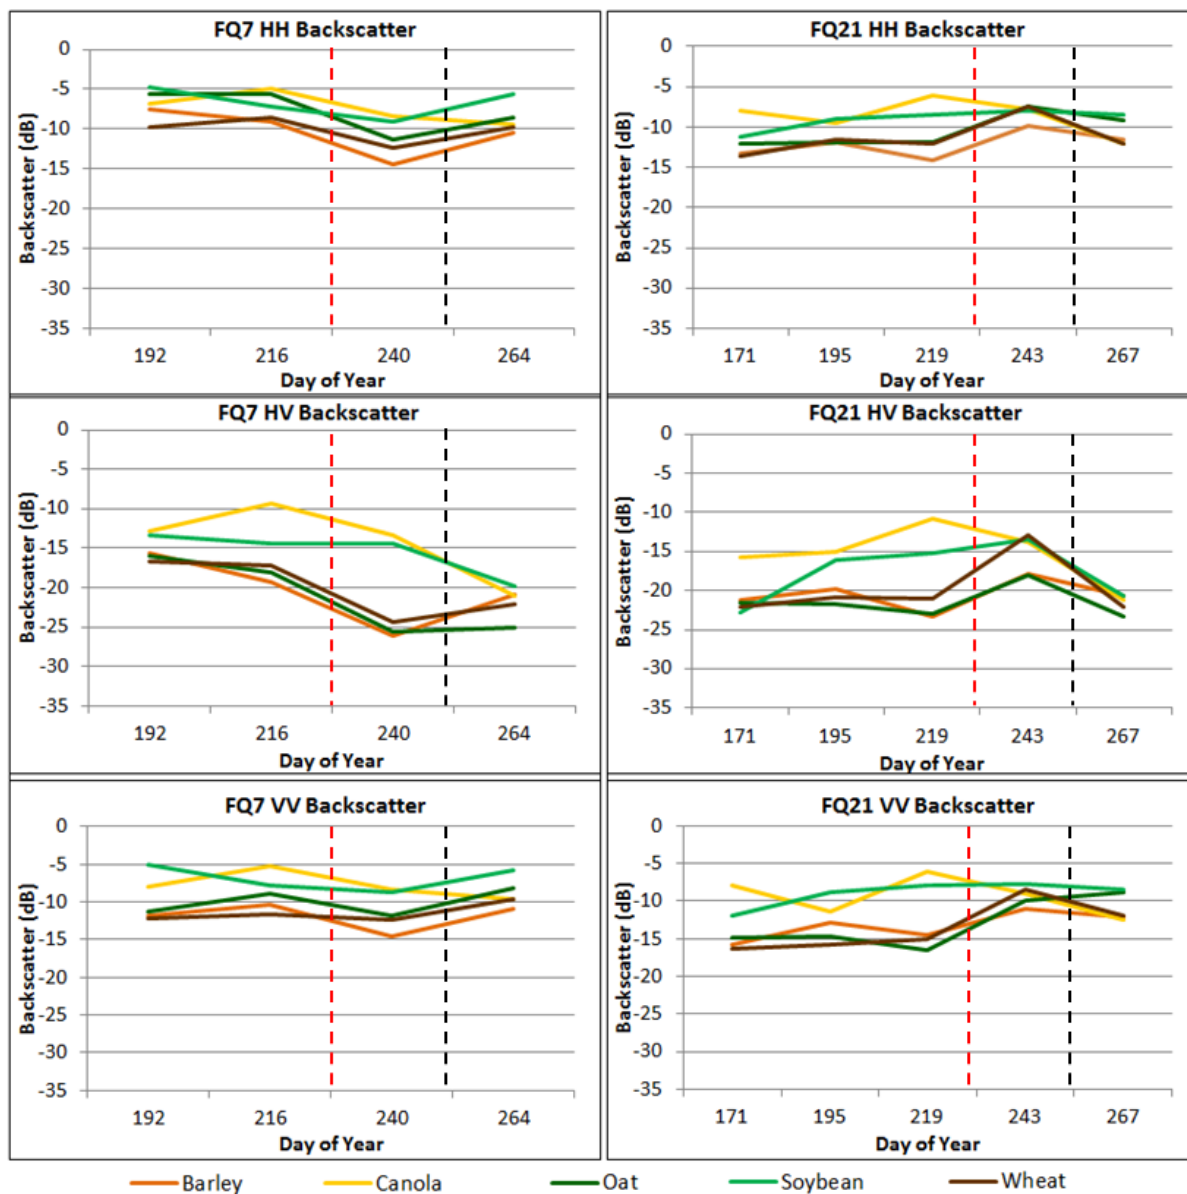 FQ7 HH Backscatter
Backscatter (dB)
0
-5
-10
-15
-20
-25
-30
-35
192 216 240 264
Day of Year
FQ21 HH Backscatter
Backscatter (dB)
0
-5
-10
-15
-20
-25
-30
-35
171 195 219 243 267
Day of Year
FQ7 HV Backscatter
Backscatter (dB)
0
-5
-10
-15
-20
-25
-30
-35
192 216 240 264
Day of Year
FQ21 HV Backscatter
Backscatter (dB)
0
-5
-10
-15
-20
-25
-30
-35
171 195 219 243 267
Day of Year
FQ7 VV Backscatter
Backscatter (dB)
0
-5
-10
-15
-20
-25
-30
-35
192 216 240 264
Day of Year
FQ21 VV Backscatter
Backscatter (dB)
0
-5
-10
-15
-20
-25
-30
-35
171 195 219 243 267
Day of Year
Barley Canola Oat Soybean Wheat